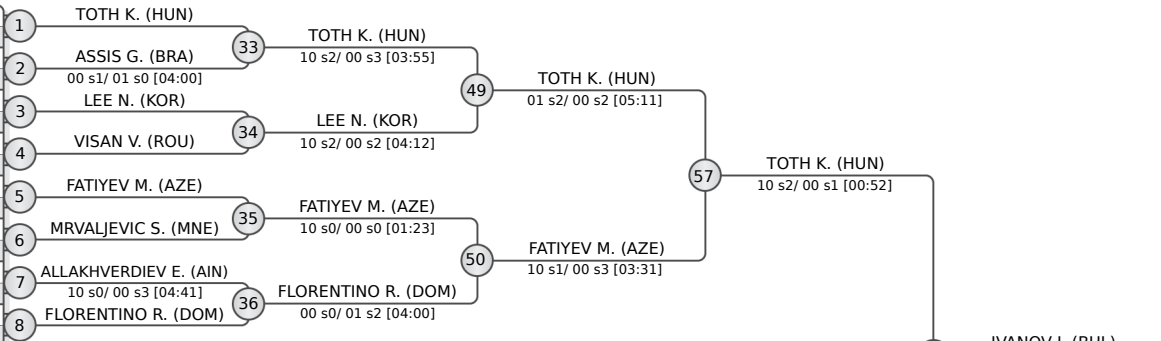 1
TOTH K. (HUN)
2
ASSIS G. (BRA)
00 s1/ 01 s0 [04:00]
3
LEE N. (KOR)
4
VISAN V. (ROU)
5
FATIYEV M. (AZE)
6
MRVALJEVIC S. (MNE)
7
ALLAKHVERDIEV E. (AIN)
10 s0/ 00 s3 [04:41]
8
FLORENTINO R. (DOM)
33
TOTH K. (HUN)
10 s2/ 00 s3 [03:55]
34
LEE N. (KOR)
10 s2/ 00 s2 [04:12]
35
FATIYEV M. (AZE)
10 s0/ 00 s0 [01:23]
36
FLORENTINO R. (DOM)
00 s0/ 01 s2 [04:00]
49
TOTH K. (HUN)
01 s2/ 00 s2 [05:11]
50
FATIYEV M. (AZE)
10 s1/ 00 s3 [03:31]
57
TOTH K. (HUN)
10 s2/ 00 s1 [00:52]
IVANOV I. (BUL)